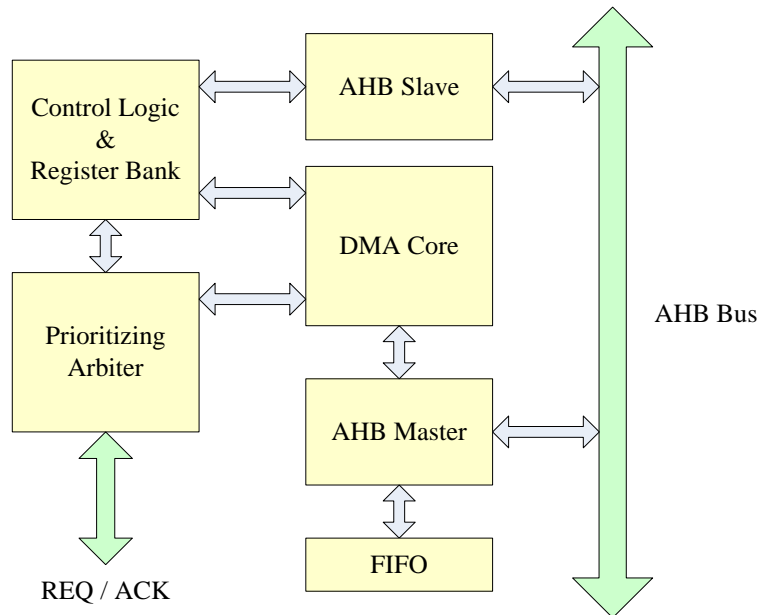 AHB Slave
Control Logic
&
Register Bank
DMA Core
Prioritizing
Arbiter
AHB Bus
AHB Master
FIFO
REQ / ACK